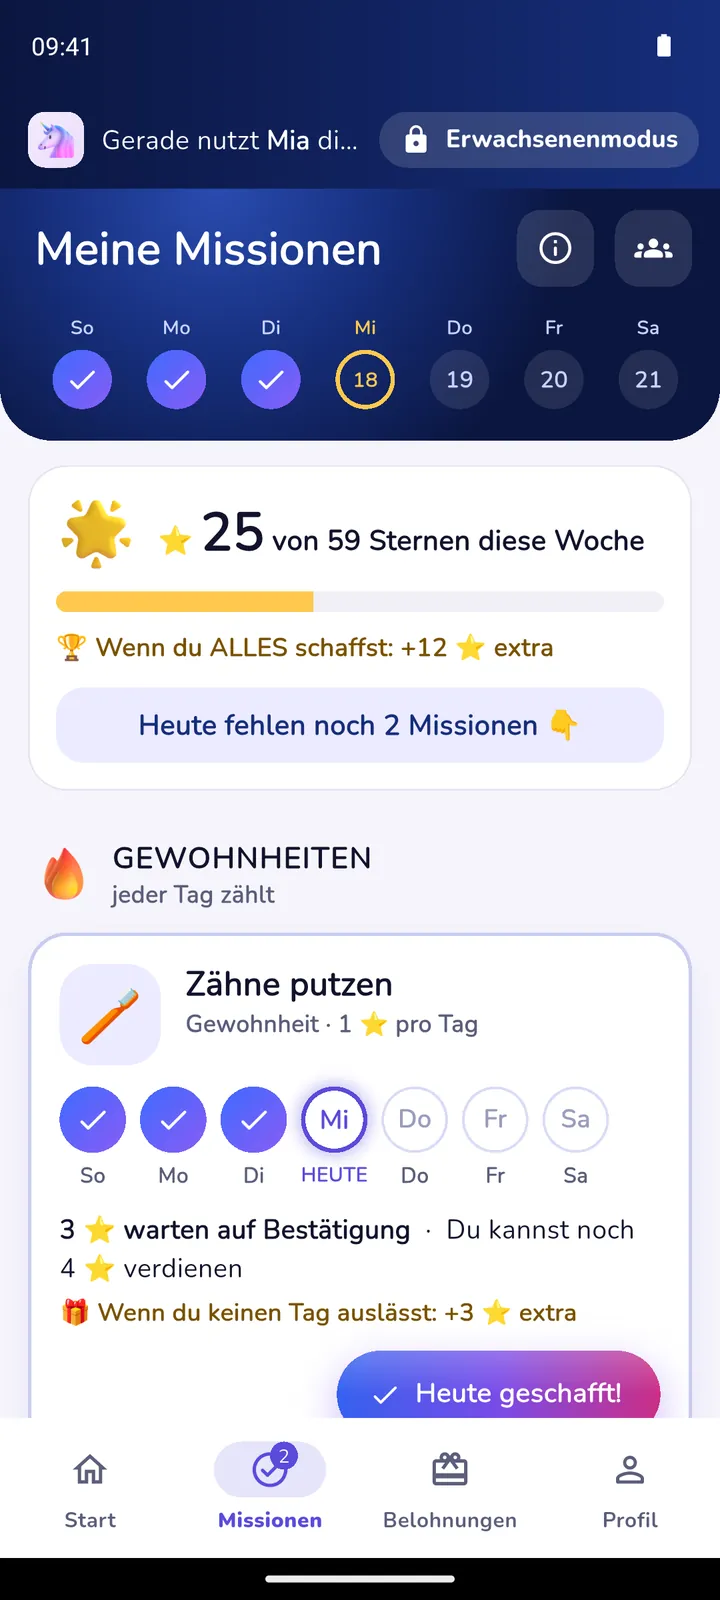 09:41
Gerade nutzt Mia di...
Erwachsenenmodus
Meine Missionen
So Mo Di Mi Do Fr Sa
18 19 20 21
⭐ 25 von 59 Sternen diese Woche
🏆 Wenn du ALLES schaffst: +12 ⭐ extra
Heute fehlen noch 2 Missionen 👇
GEWOHNHEITEN
jeder Tag zählt
Zähne putzen
Gewohnheit · 1 ⭐ pro Tag
Mi Do Fr Sa
So Mo Di HEUTE Do Fr Sa
3 ⭐ warten auf Bestätigung · Du kannst noch
4 ⭐ verdienen
🎁 Wenn du keinen Tag auslässt: +3 ⭐ extra
Heute geschafft!
2
Start Missionen Belohnungen Profil